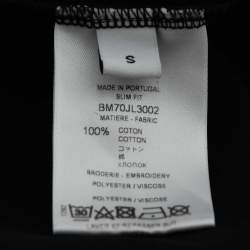 S
MADE IN PORTUGAL
SLIM FIT
BM70JL3002
MATIERE - FABRIC
100% COTON
COTTON
コットン
棉
хлопок
BRODERIE - EMBROIDERY
POLYESTER / VISCOSE
POLYESTER / VISCOSE